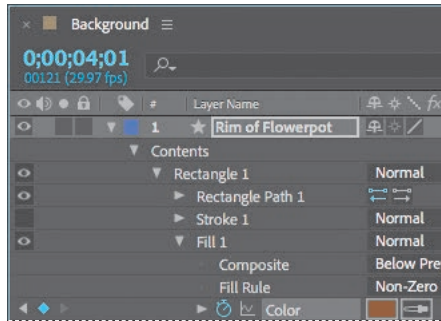 Background
0;00;04;01
00121 (29.97 fps)
# Layer Name
1 Rim of Flowerpot
Contents
Rectangle 1 Normal
Rectangle Path 1
Stroke 1 Normal
Fill 1 Normal
Composite Below Pre
Fill Rule Non-Zero
Color